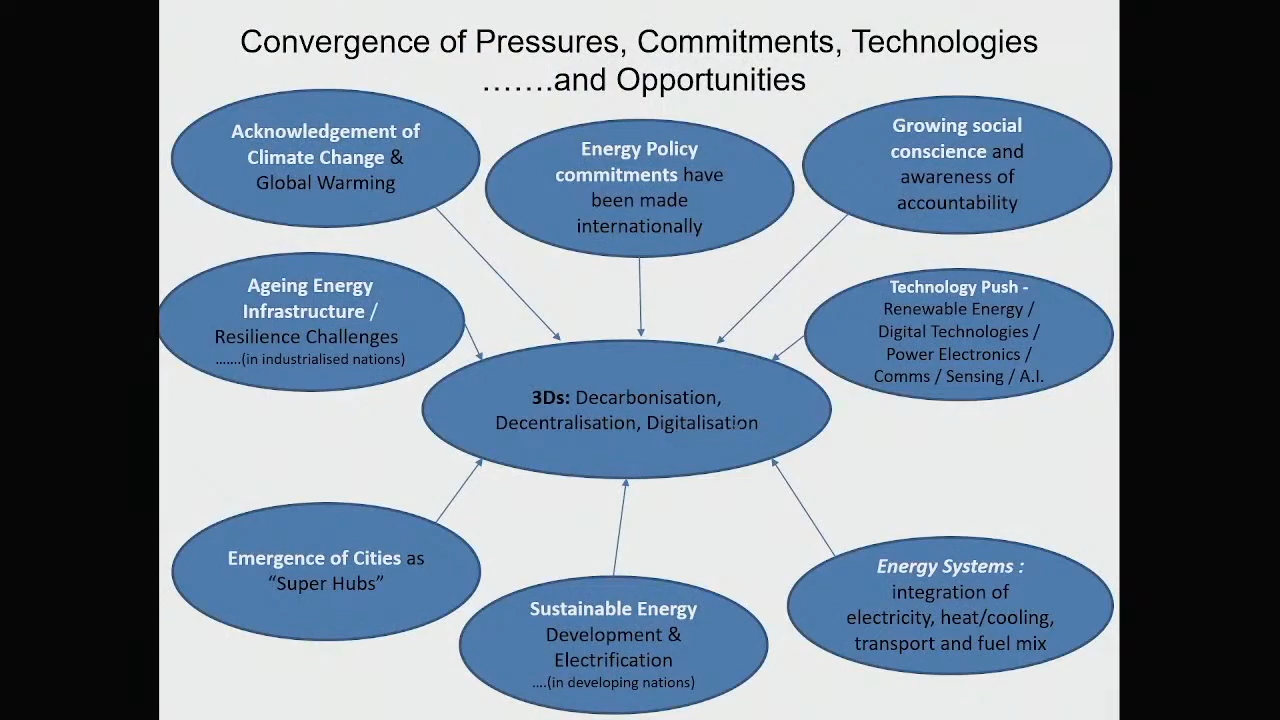 Convergence of Pressures, Commitments, Technologies
.......and Opportunities
Acknowledgement of
Climate Change &
Global Warming
Energy Policy
commitments have
been made
internationally
Growing social
conscience and
awareness of
accountability
Ageing Energy
Infrastructure /
Resilience Challenges
.......(in industrialised nations)
Technology Push -
Renewable Energy /
Digital Technologies /
Power Electronics /
Comms / Sensing / A.I.
3Ds: Decarbonisation,
Decentralisation, Digitalisation
Emergence of Cities as
“Super Hubs”
Sustainable Energy
Development &
Electrification
....(in developing nations)
Energy Systems :
integration of
electricity, heat/cooling,
transport and fuel mix